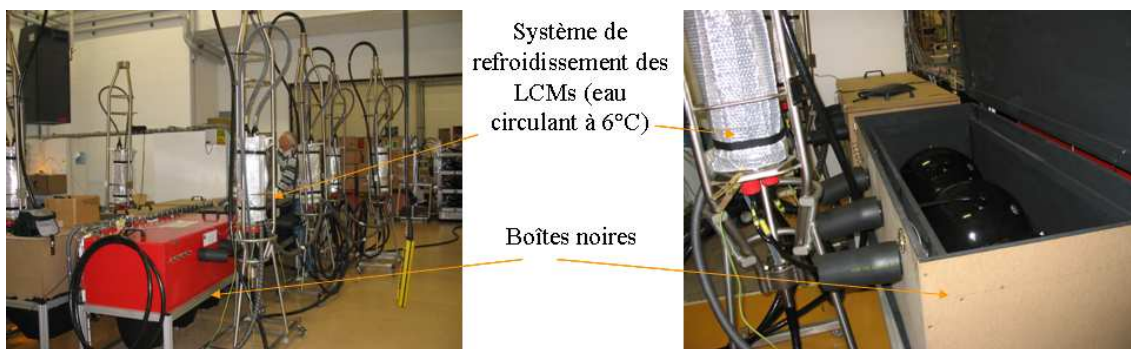 Système de
refroidissement des
LCMs (eau
circulant à 6°C)
Boîtes noires